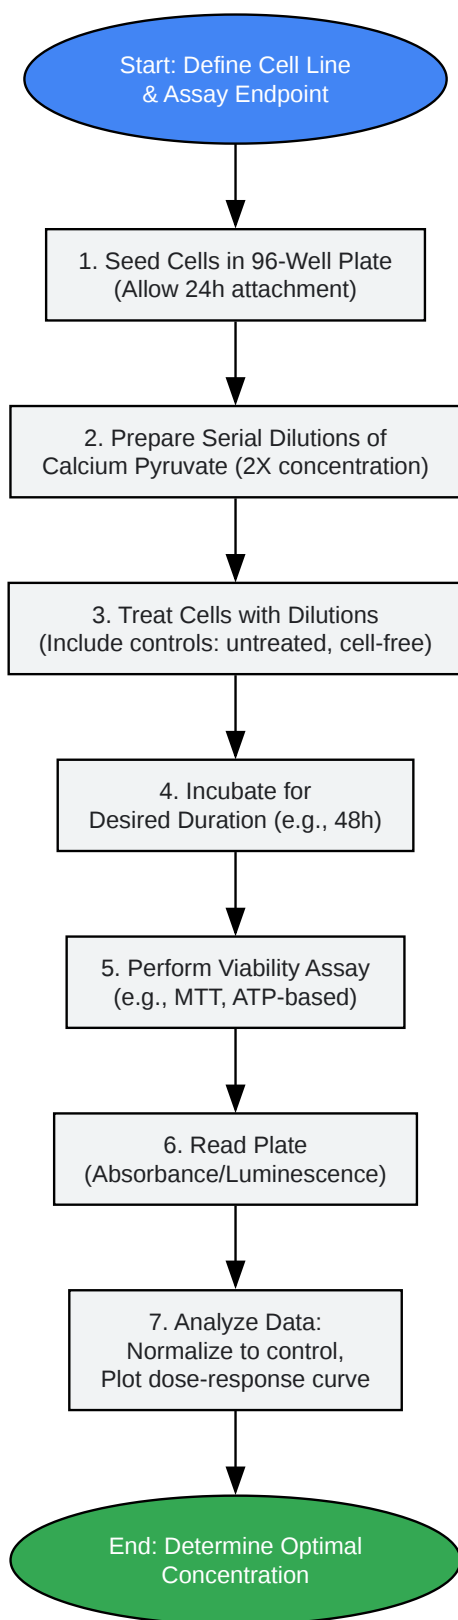 Start: Define Cell Line
& Assay Endpoint
1. Seed Cells in 96-Well Plate
(Allow 24h attachment)
2. Prepare Serial Dilutions of
Calcium Pyruvate (2X concentration)
3. Treat Cells with Dilutions
(Include controls: untreated, cell-free)
4. Incubate for
Desired Duration (e.g., 48h)
5. Perform Viability Assay
(e.g., MTT, ATP-based)
6. Read Plate
(Absorbance/Luminescence)
7. Analyze Data:
Normalize to control,
Plot dose-response curve
End: Determine Optimal
Concentration